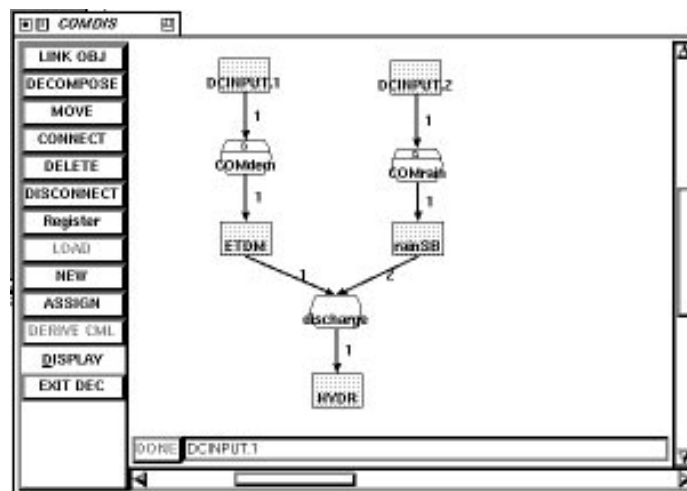 COMDIS
LINK OBJ
DECOMPOSE
MOVE
CONNECT
DELETE
DISCONNECT
Register
LOAD
NEW
ASSIGN
DERIVE CML
DISPLAY
EXIT DEC
DCINPUT.1
DCINPUT.2
1
1
G
G
COMdem
COMrain
1
1
ETDM
rainSB
1
2
discharge
1
HYDR
DONE DCINPUT.1